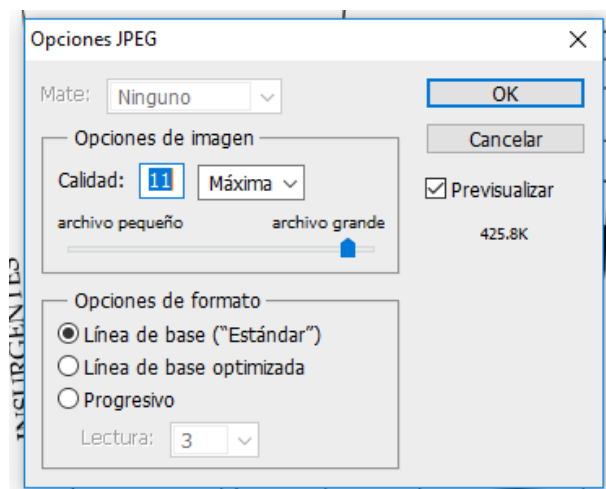 Opciones JPEG
Mate: Ninguno
OK
Opciones de imagen
Cancelar
Calidad: 11 Máxima
Previsualizar
archivo pequeño archivo grande
425.8K
Opciones de formato
Línea de base (“Estándar”)
Línea de base optimizada
Progresivo
Lectura: 3
INSURGENTES